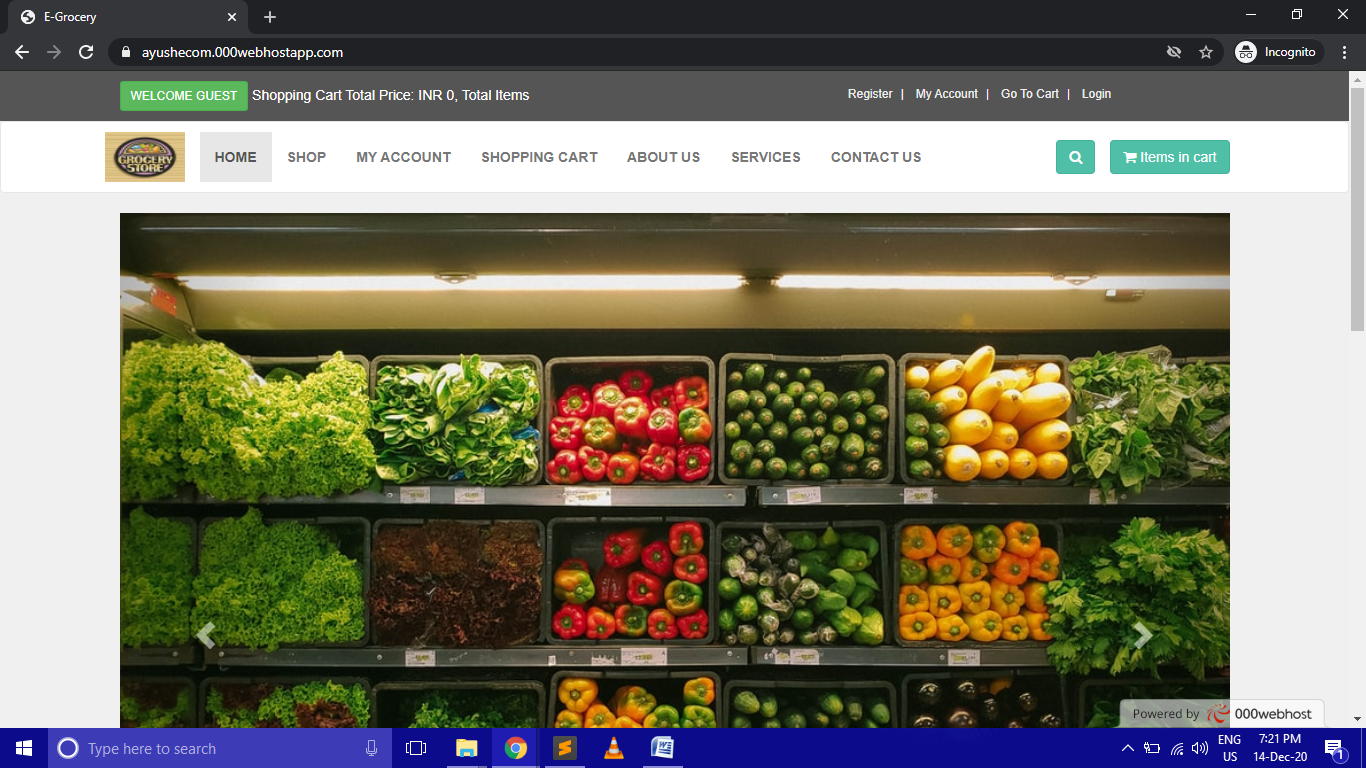 E-Grocery
ayushecom.000webhostapp.com
Incognito
WELCOME GUEST Shopping Cart Total Price: INR 0, Total Items
Register | My Account | Go To Cart | Login
GROCERY
STORE
HOME SHOP MY ACCOUNT SHOPPING CART ABOUT US SERVICES CONTACT US
Items in cart
Powered by 000webhost
Type here to search
W
ENG
US
7:21 PM
14-Dec-20
1